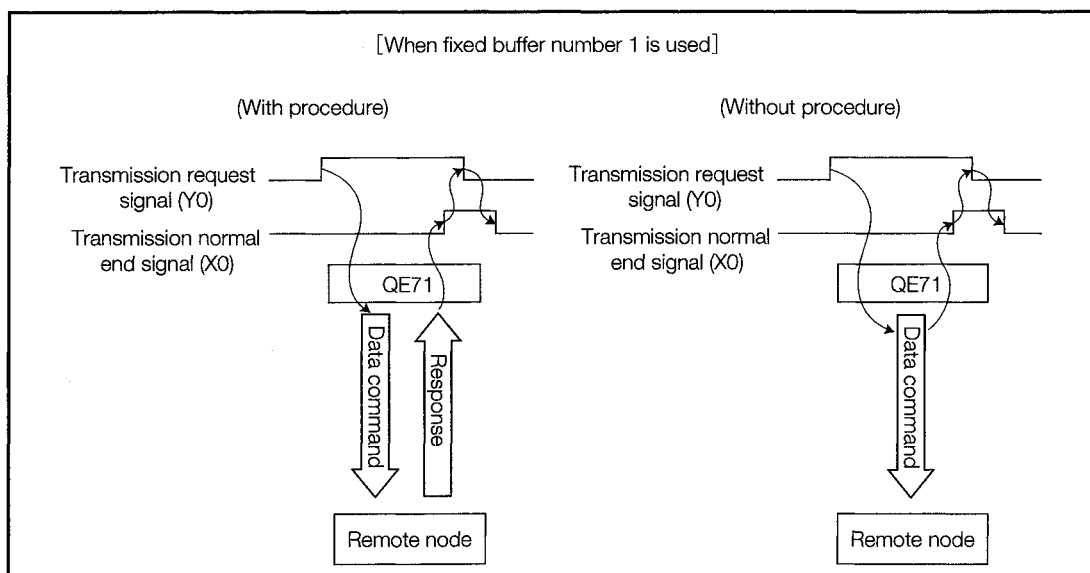 [When fixed buffer number 1 is used]
(With procedure)
Transmission request
signal (Y0)
Transmission normal
end signal (X0)
QE71
Data command
Response
Remote node
(Without procedure)
Transmission request
signal (Y0)
Transmission normal
end signal (X0)
QE71
Data command
Remote node